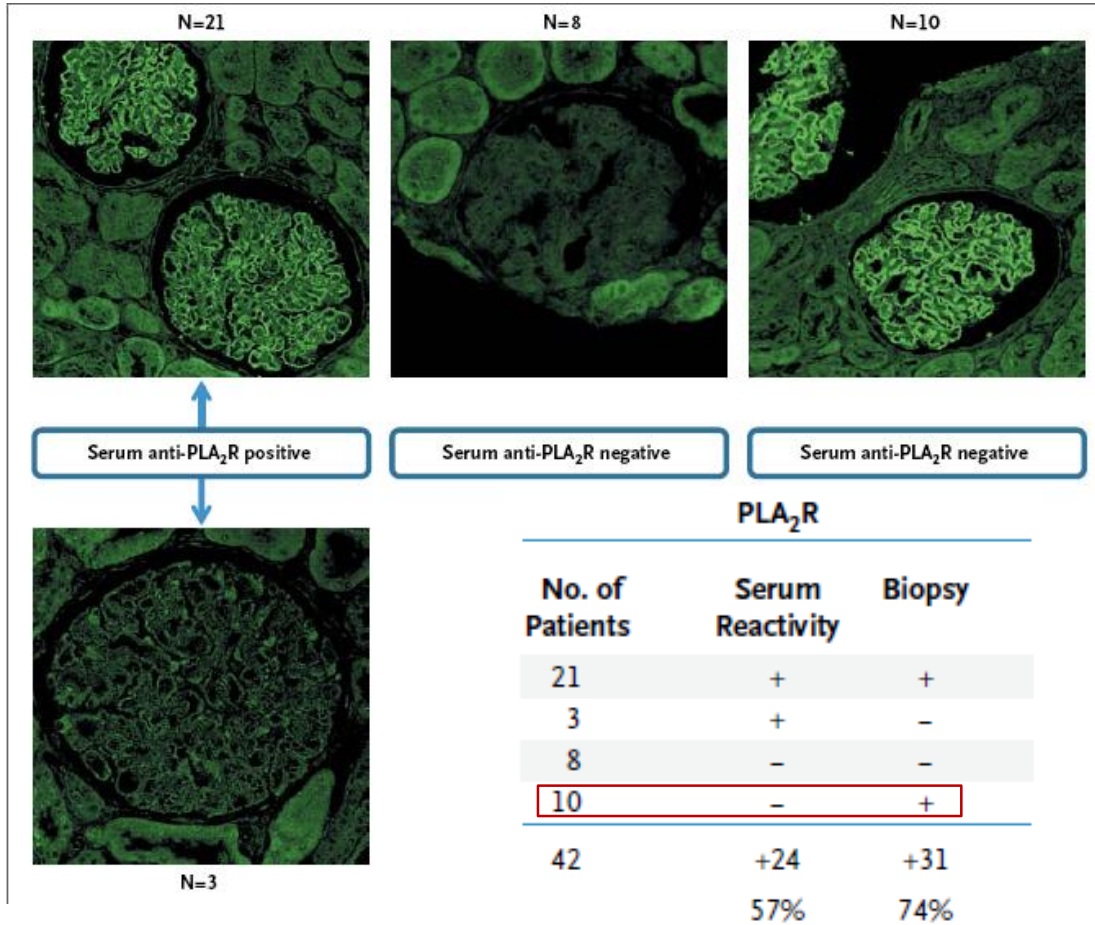 N=21
N=8
N=10
Serum anti-PLA₂R positive
Serum anti-PLA₂R negative
Serum anti-PLA₂R negative
N=3
PLA₂R
No. of Patients
Serum Reactivity
Biopsy
21 + +
3 + –
8 – –
10 – +
42 +24 +31
57% 74%